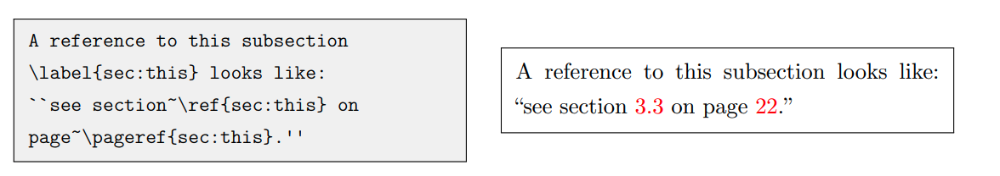 A reference to this subsection
\label{sec:this} looks like:
``see section~\ref{sec:this} on
page~\pageref{sec:this}.''
A reference to this subsection looks like:
“see section 3.3 on page 22.”